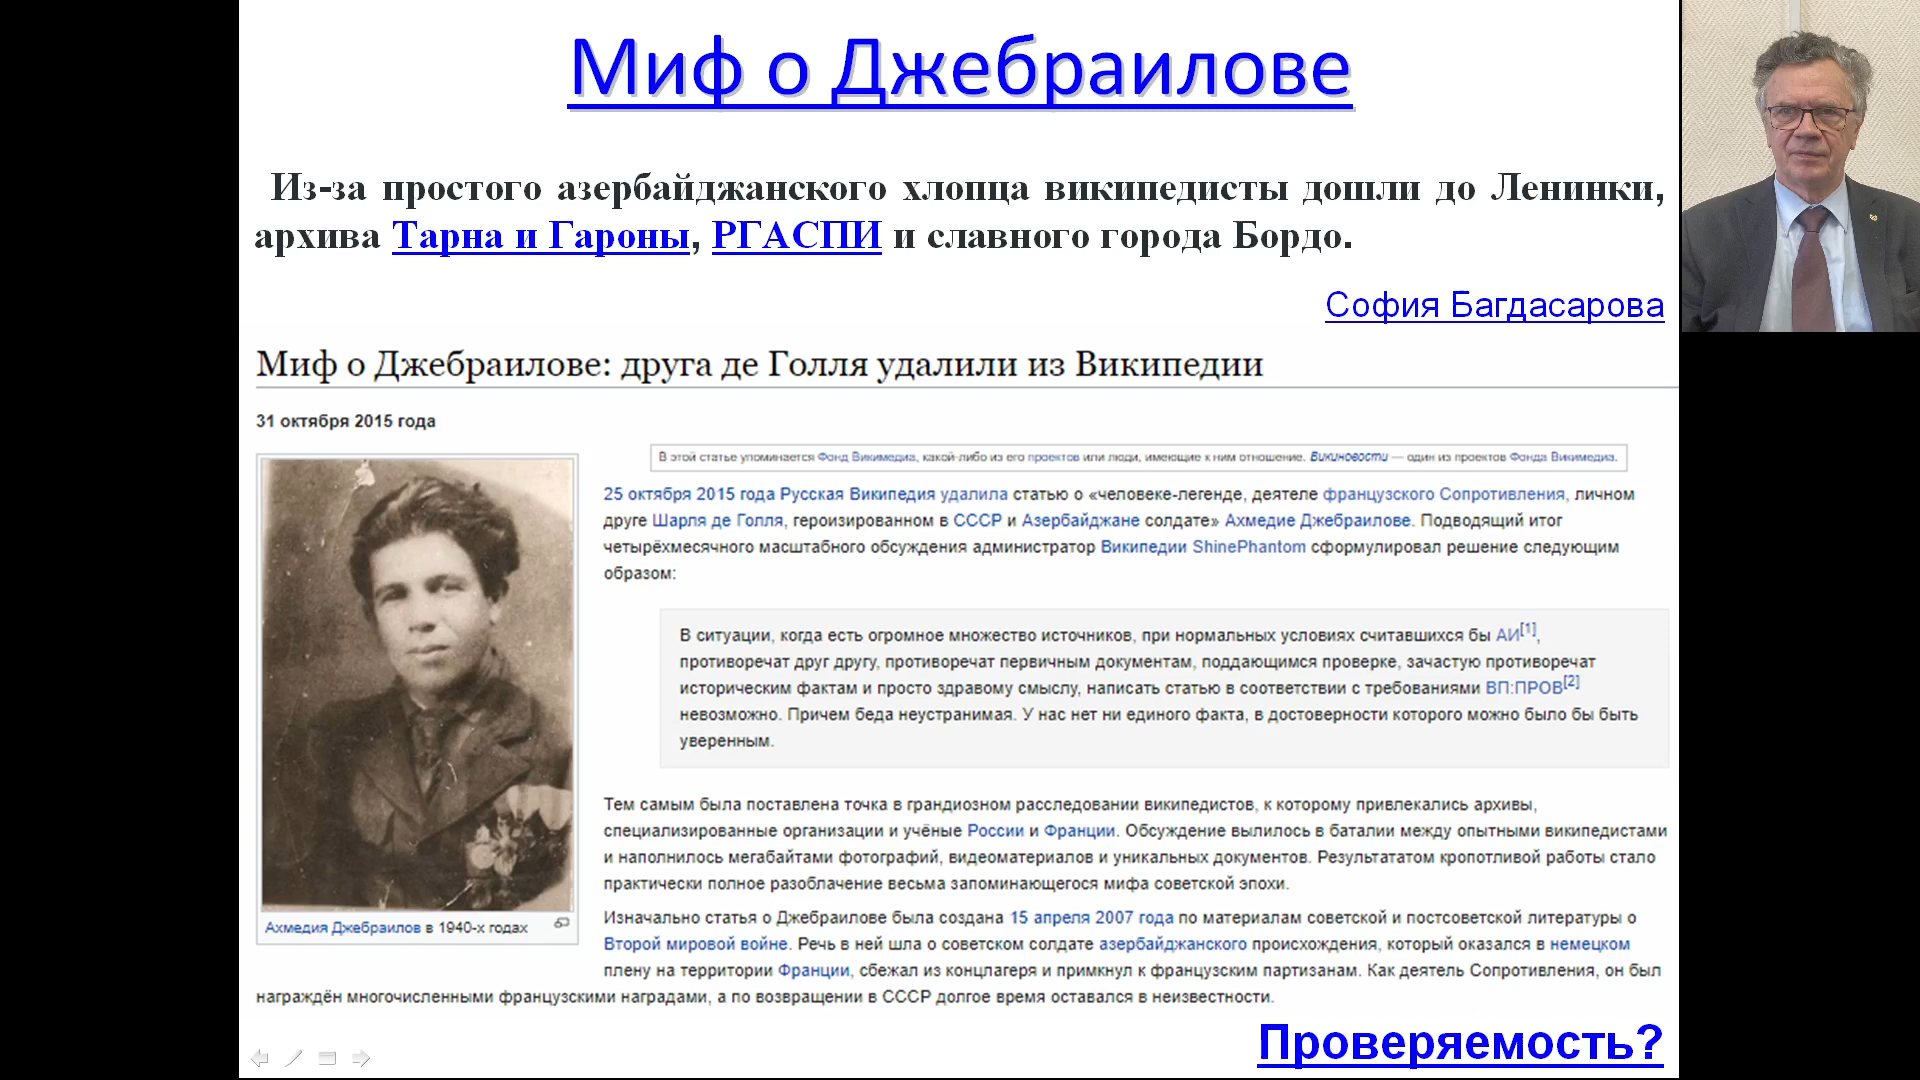 Миф о Джебраилове
Из-за простого азербайджанского хлопца википедисты дошли до Ленинки,
архива Тарна и Гароны, РГАСПИ и славного города Бордо.
София Багдасарова
Миф о Джебраилове: друга де Голля удалили из Википедии
31 октября 2015 года
В этой статье упоминается Фонд Викимедиа, какой-либо из его проектов или люди, имеющие к ним отношение. Викиновости — один из проектов Фонда Викимедиа.
25 октября 2015 года Русская Википедия удалила статью о «человеке-легенде, деятеле французского Сопротивления, личном
друге Шарля де Голля, героизированном в СССР и Азербайджане солдате» Ахмедие Джебраилове. Подводящий итог
четырёхмесячного масштабного обсуждения администратор Википедии ShinePhantom сформулировал решение следующим
образом:
В ситуации, когда есть огромное множество источников, при нормальных условиях считавшихся бы АИ[1],
противоречат друг другу, противоречат первичным документам, поддающимся проверке, зачастую противоречат
историческим фактам и просто здравому смыслу, написать статью в соответствии с требованиями ВП:ПРОВ[2]
невозможно. Причем беда неустранимая. У нас нет ни единого факта, в достоверности которого можно было бы быть
уверенным.
Тем самым была поставлена точка в грандиозном расследовании википедистов, к которому привлекались архивы,
специализированные организации и учёные России и Франции. Обсуждение вылилось в баталии между опытными википедистами
и наполнилось мегабайтами фотографий, видеоматериалов и уникальных документов. Результататом кропотливой работы стало
практически полное разоблачение весьма запоминающегося мифа советской эпохи.
Ахмедия Джебраилов в 1940-х годах
Изначально статья о Джебраилове была создана 15 апреля 2007 года по материалам советской и постсоветской литературы о
Второй мировой войне. Речь в ней шла о советском солдате азербайджанского происхождения, который оказался в немецком
плену на территории Франции, сбежал из концлагеря и примкнул к французским партизанам. Как деятель Сопротивления, он был
награждён многочисленными французскими наградами, а по возвращении в СССР долгое время оставался в неизвестности.
Проверяемость?